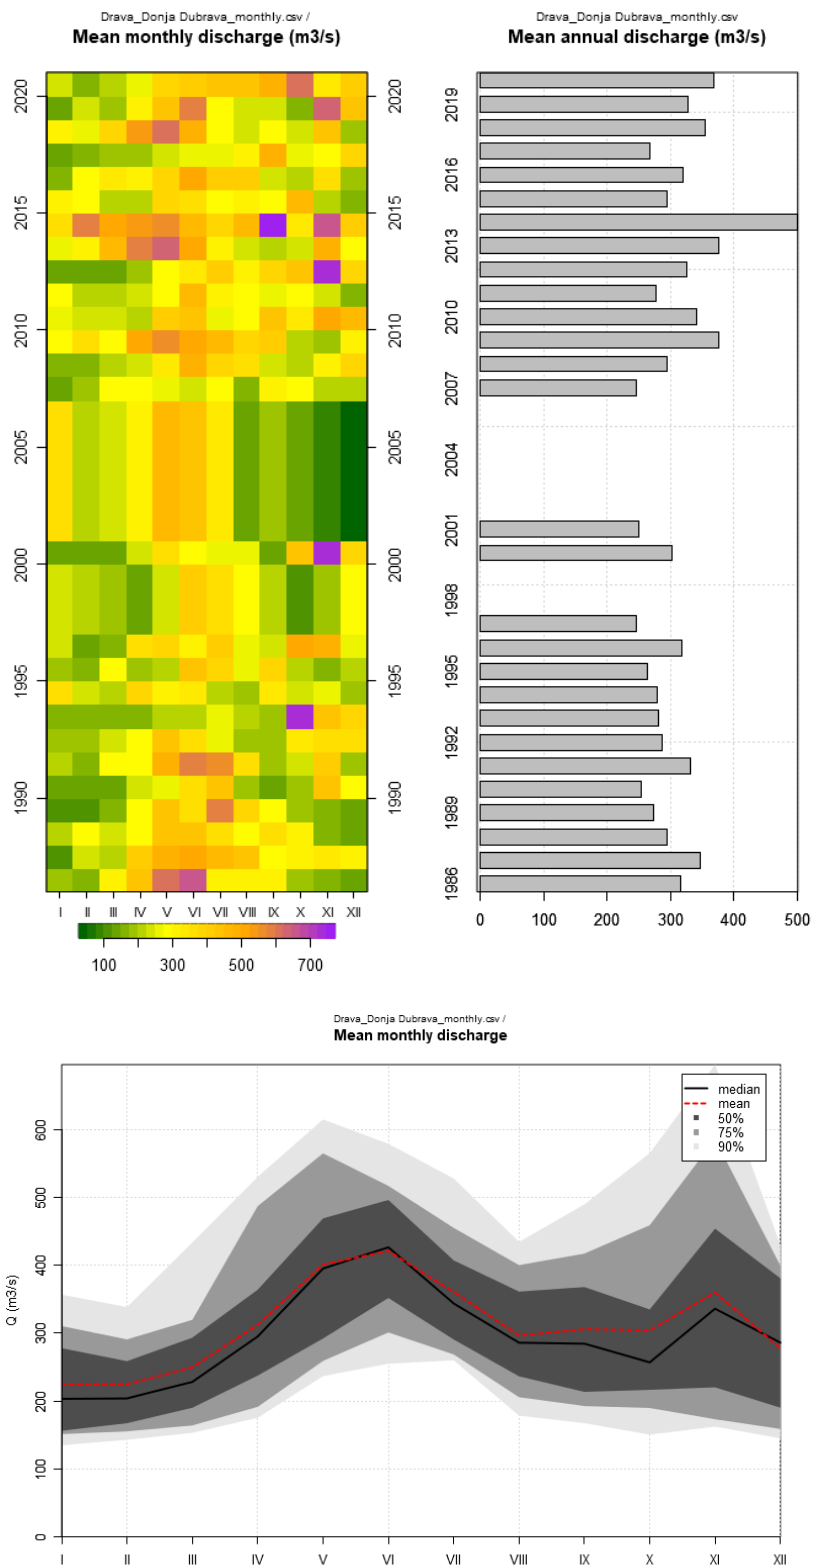 Drava_Donja Dubrava_monthly.csv /
Mean monthly discharge (m3/s)
2020 2020
2015 2015
2010 2010
2005 2005
2000 2000
1995 1995
1990 1990
I II III IV V VI VII VIII IX X XI XII
100 300 500 700
Drava_Donja Dubrava_monthly.csv
Mean annual discharge (m3/s)
2019
2016
2013
2010
2007
2004
2001
1998
1995
1992
1989
1986
0 100 200 300 400 500
Drava_Donja Dubrava_monthly.csv /
Mean monthly discharge
median
mean
50%
75%
90%
Q (m3/s)
600
500
400
300
200
100
0
I II III IV V VI VII VIII IX X XI XII